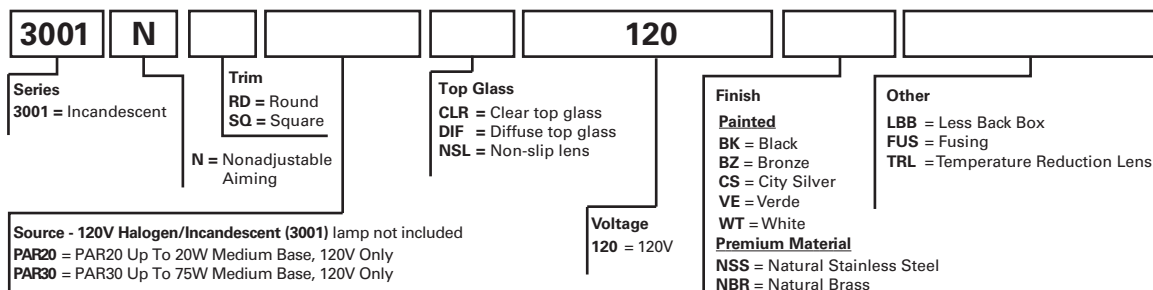 3001 N 120
Series
3001 = Incandescent
N = Nonadjustable
Aiming
Trim
RD = Round
SQ = Square
Source - 120V Halogen/Incandescent (3001) lamp not included
PAR20 = PAR20 Up To 20W Medium Base, 120V Only
PAR30 = PAR30 Up To 75W Medium Base, 120V Only
Top Glass
CLR = Clear top glass
DIF = Diffuse top glass
NSL = Non-slip lens
Voltage
120 = 120V
Finish
Painted
BK = Black
BZ = Bronze
CS = City Silver
VE = Verde
WT = White
Premium Material
NSS = Natural Stainless Steel
NBR = Natural Brass
Other
LBB = Less Back Box
FUS = Fusing
TRL = Temperature Reduction Lens